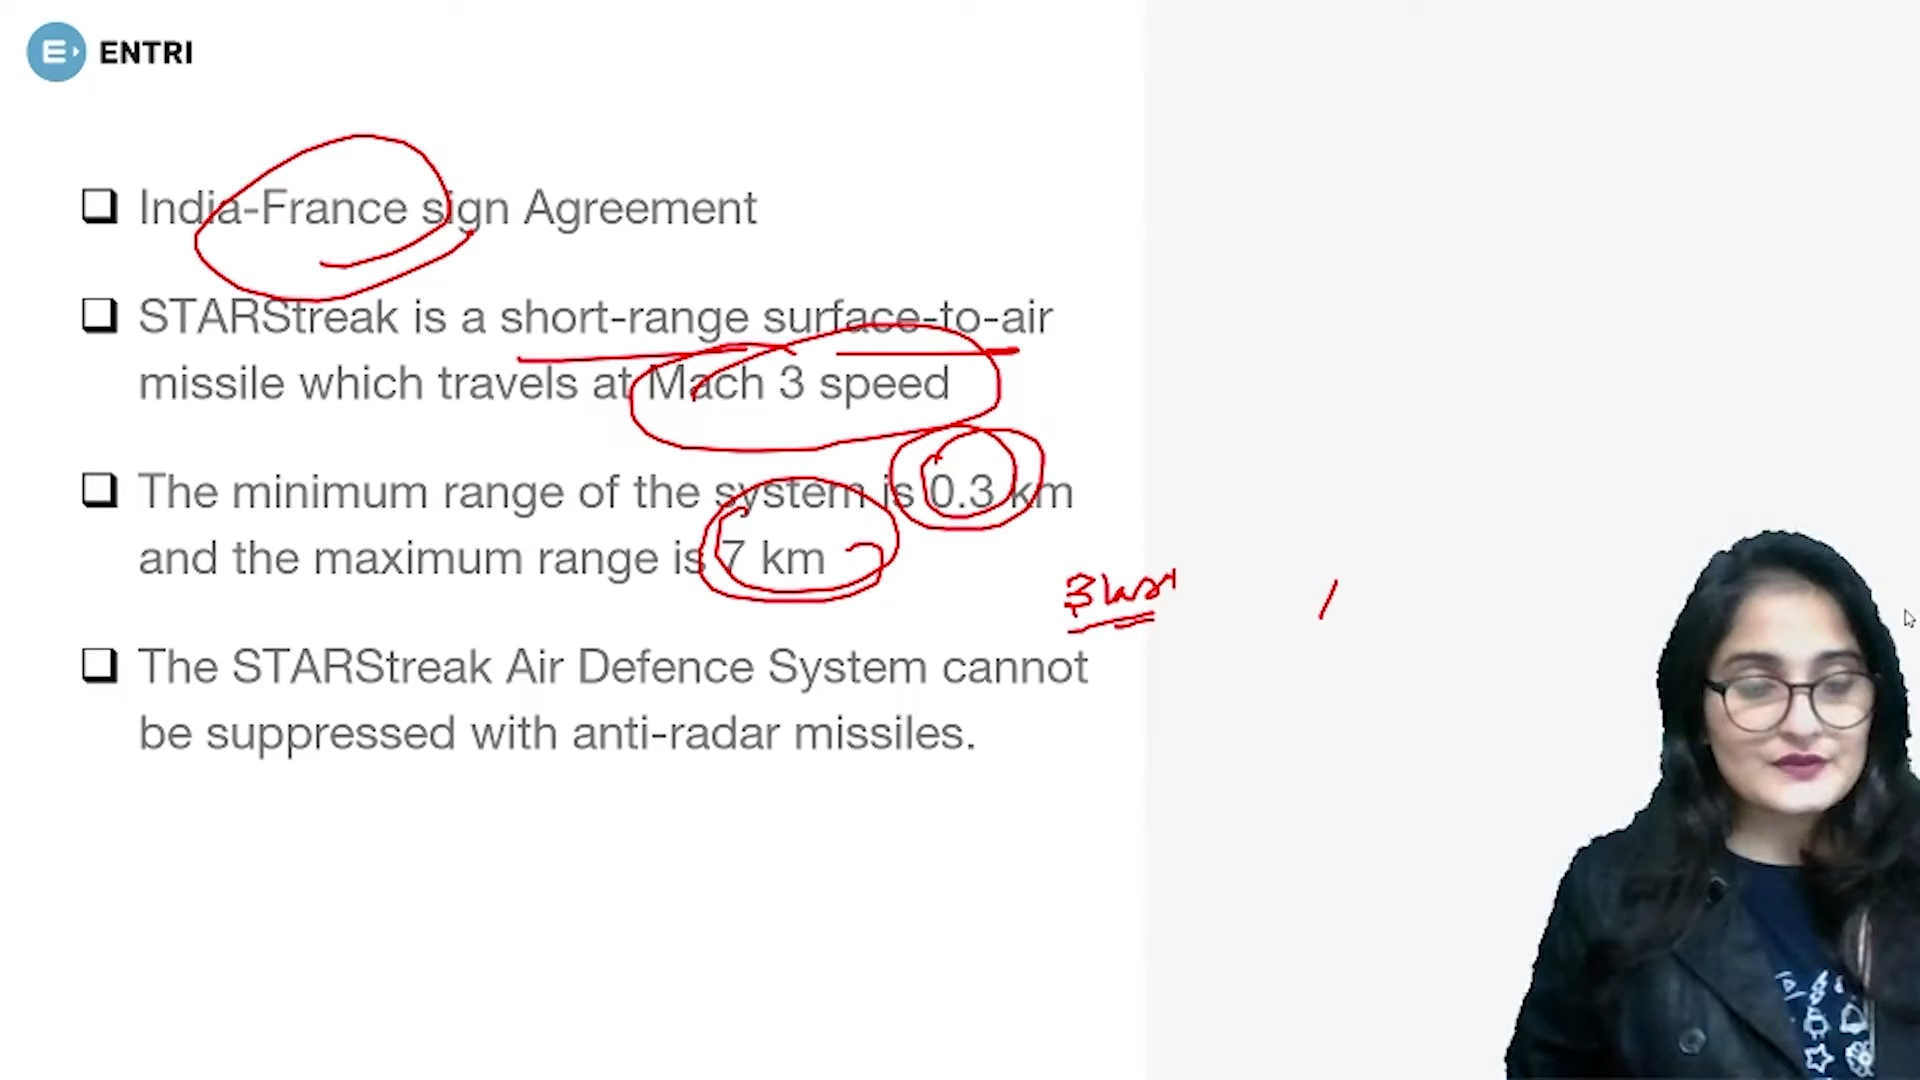 ENTRI
India-France sign Agreement
STARStreak is a short-range surface-to-air
missile which travels at Mach 3 speed
The minimum range of the system is 0.3 km
and the maximum range is 7 km
The STARStreak Air Defence System cannot
be suppressed with anti-radar missiles.